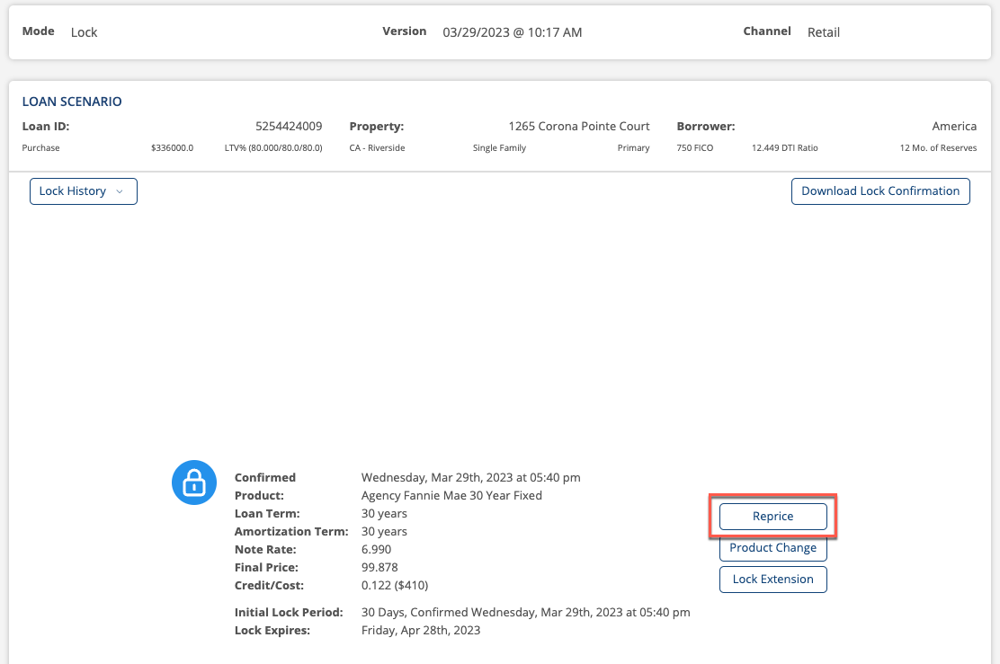 Mode Lock Version 03/29/2023 @ 10:17 AM Channel Retail
LOAN SCENARIO
Loan ID: 5254424009 Property: 1265 Corona Pointe Court Borrower: America
Purchase $336000.0 LTV% (80.000/80.0/80.0) CA - Riverside Single Family Primary 750 FICO 12.449 DTI Ratio 12 Mo. of Reserves
Lock History Download Lock Confirmation
Confirmed Wednesday, Mar 29th, 2023 at 05:40 pm
Product: Agency Fannie Mae 30 Year Fixed
Loan Term: 30 years
Amortization Term: 30 years
Note Rate: 6.990
Final Price: 99.878
Credit/Cost: 0.122 ($410)
Initial Lock Period: 30 Days, Confirmed Wednesday, Mar 29th, 2023 at 05:40 pm
Lock Expires: Friday, Apr 28th, 2023
Reprice
Product Change
Lock Extension